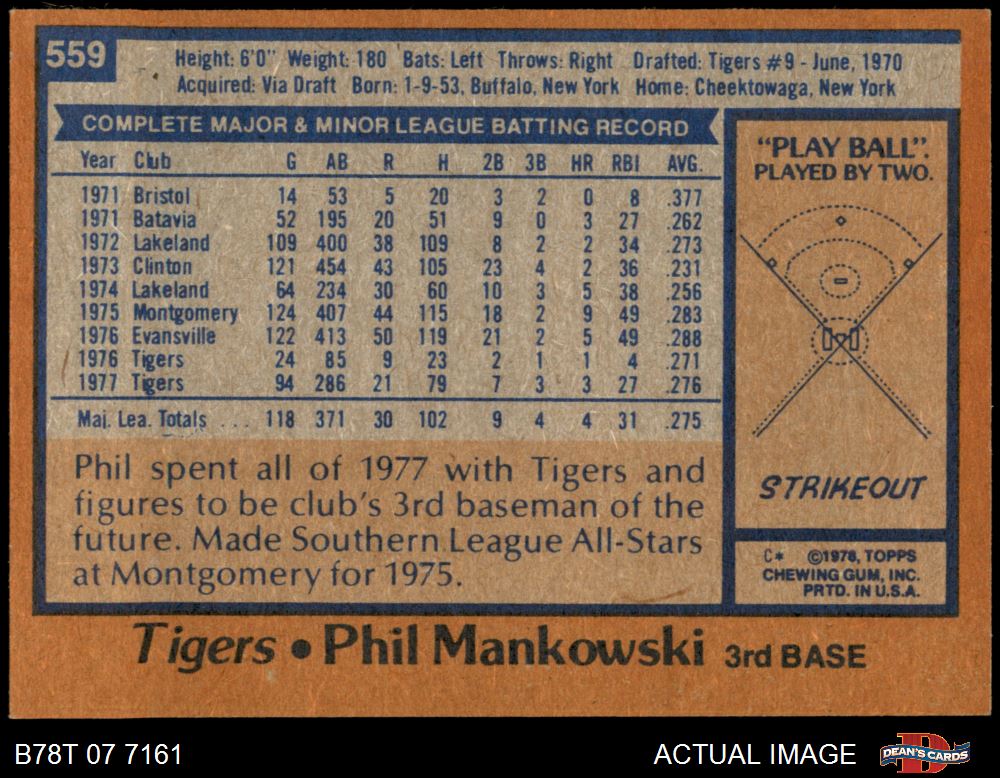 559
Height: 6'0" Weight: 180 Bats: Left Throws: Right Drafted: Tigers #9 - June, 1970
Acquired: Via Draft Born: 1-9-53, Buffalo, New York Home: Cheektowaga, New York
COMPLETE MAJOR & MINOR LEAGUE BATTING RECORD
Year Club G AB R H 2B 3B HR RBI AVG.
1971 Bristol 14 53 5 20 3 2 0 8 .377
1971 Batavia 52 195 20 51 9 0 3 27 .262
1972 Lakeland 109 400 38 109 8 2 2 34 .273
1973 Clinton 121 454 43 105 23 4 2 36 .231
1974 Lakeland 64 234 30 60 10 3 5 38 .256
1975 Montgomery 124 407 44 115 18 2 9 49 .283
1976 Evansville 122 413 50 119 21 2 5 49 .288
1976 Tigers 24 85 9 23 2 1 1 4 .271
1977 Tigers 94 286 21 79 7 3 3 27 .276
Maj. Lea. Totals ... 118 371 30 102 9 4 4 31 .275
Phil spent all of 1977 with Tigers and
figures to be club's 3rd baseman of the
future. Made Southern League All-Stars
at Montgomery for 1975.
"PLAY BALL".
PLAYED BY TWO.
STRIKEOUT
C* ©1978, TOPPS
CHEWING GUM, INC.
PRTD. IN U.S.A.
Tigers • Phil Mankowski 3rd BASE
B78T 07 7161
ACTUAL IMAGE
DEAN'S CARDS